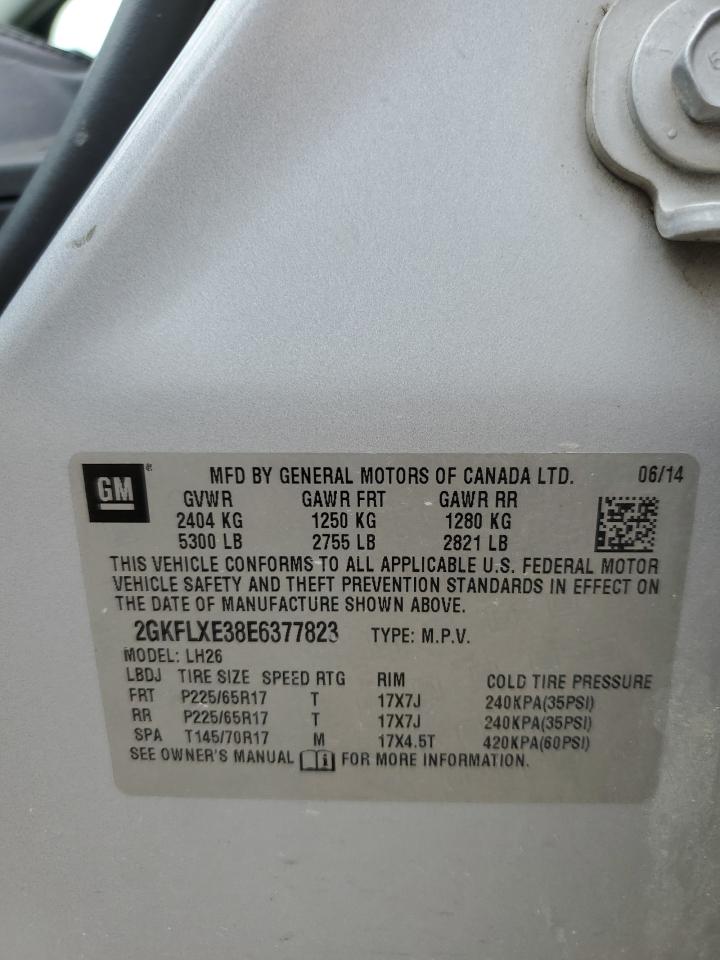 GM
MFD BY GENERAL MOTORS OF CANADA LTD. 06/14
GVWR GAWR FRT GAWR RR
2404 KG 1250 KG 1280 KG
5300 LB 2755 LB 2821 LB
THIS VEHICLE CONFORMS TO ALL APPLICABLE U.S. FEDERAL MOTOR
VEHICLE SAFETY AND THEFT PREVENTION STANDARDS IN EFFECT ON
THE DATE OF MANUFACTURE SHOWN ABOVE.
2GKFLXE38E6377823 TYPE: M.P.V.
MODEL: LH26
LBDJ TIRE SIZE SPEED RTG RIM COLD TIRE PRESSURE
FRT P225/65R17 T 17X7J 240KPA(35PSI)
RR P225/65R17 T 17X7J 240KPA(35PSI)
SPA T145/70R17 M 17X4.5T 420KPA(60PSI)
SEE OWNER'S MANUAL i FOR MORE INFORMATION.